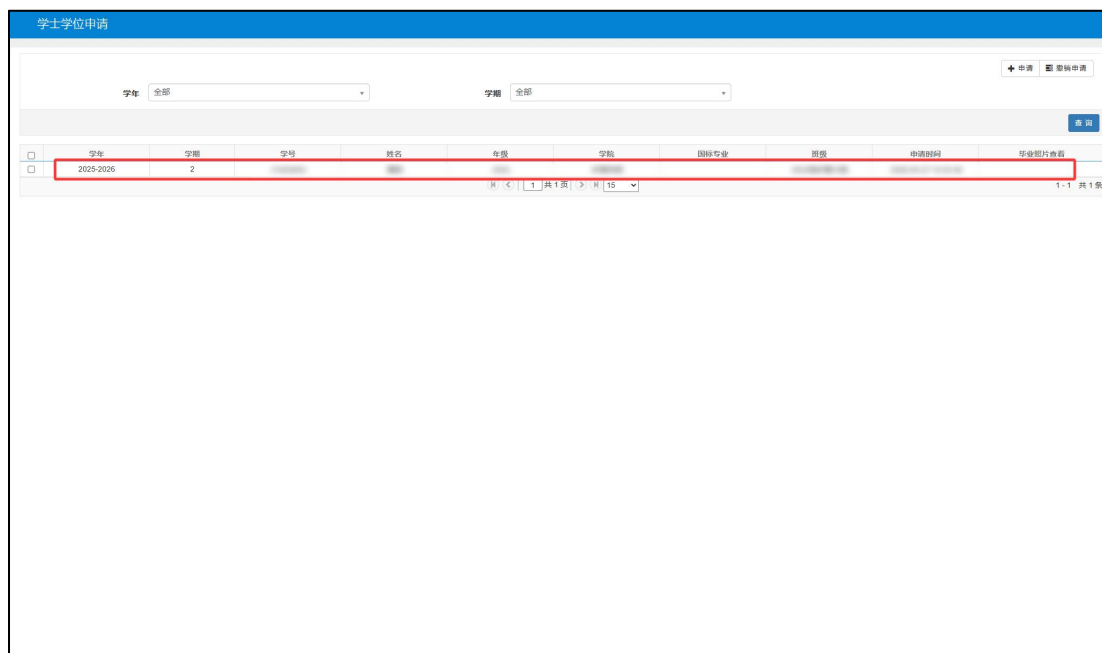 学士学位申请
申请 撤销申请
学年 全部 学期 全部
查询
学年 学期 学号 姓名 年级 学院 国标专业 班级 申请时间 毕业照片查看
2025-2026 2
1 共1页 15 1-1 共1条